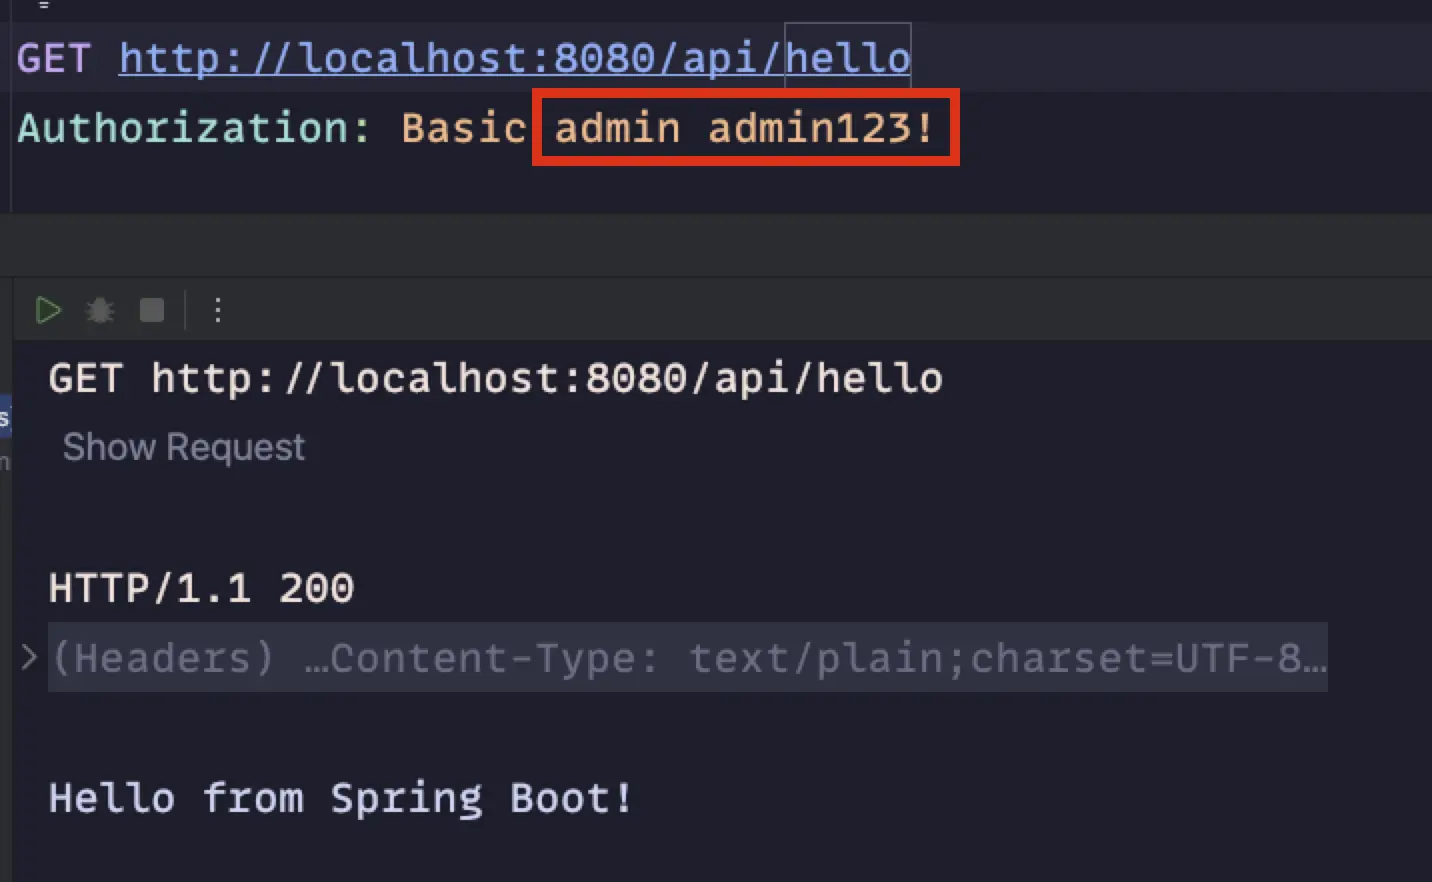 GET http://localhost:8080/api/hello
Authorization: Basic admin admin123!
GET http://localhost:8080/api/hello
Show Request
HTTP/1.1 200
(Headers) …Content-Type: text/plain;charset=UTF-8…
Hello from Spring Boot!